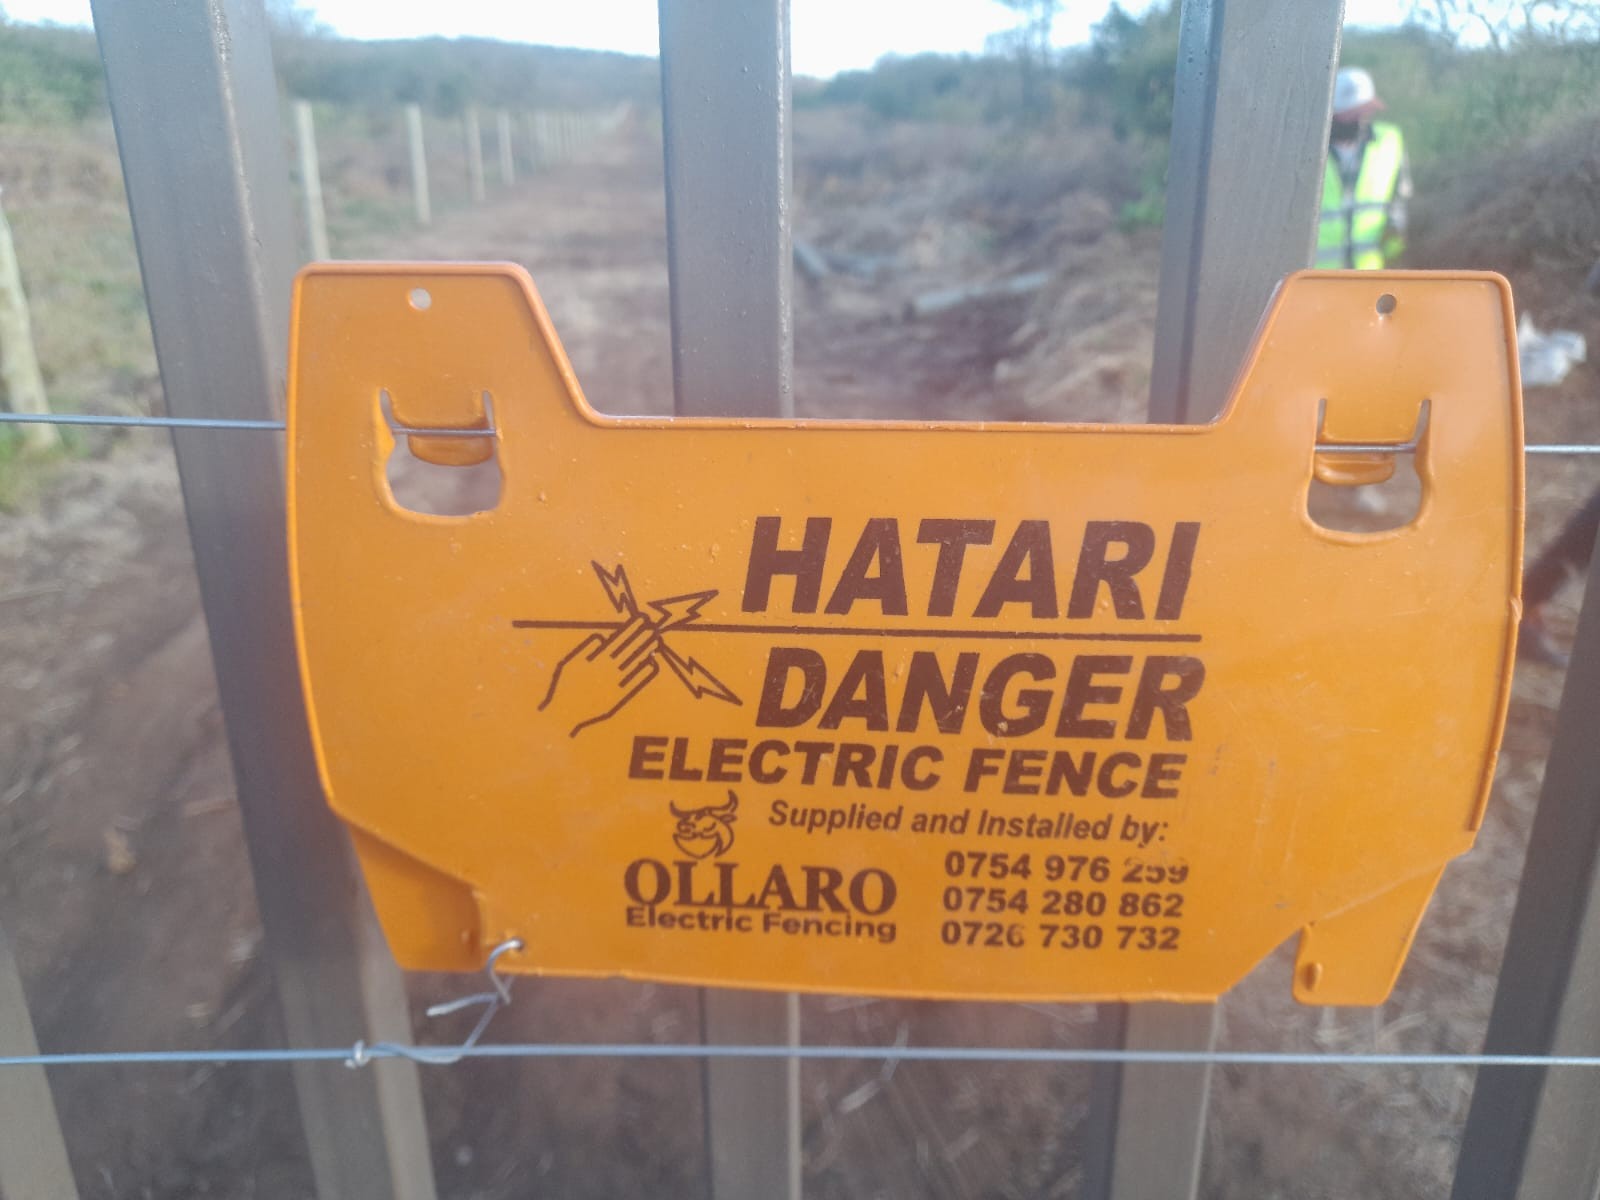 HATARI
DANGER
ELECTRIC FENCE
Supplied and Installed by:
OLLARO
Electric Fencing
0754 976 259
0754 280 862
0726 730 732